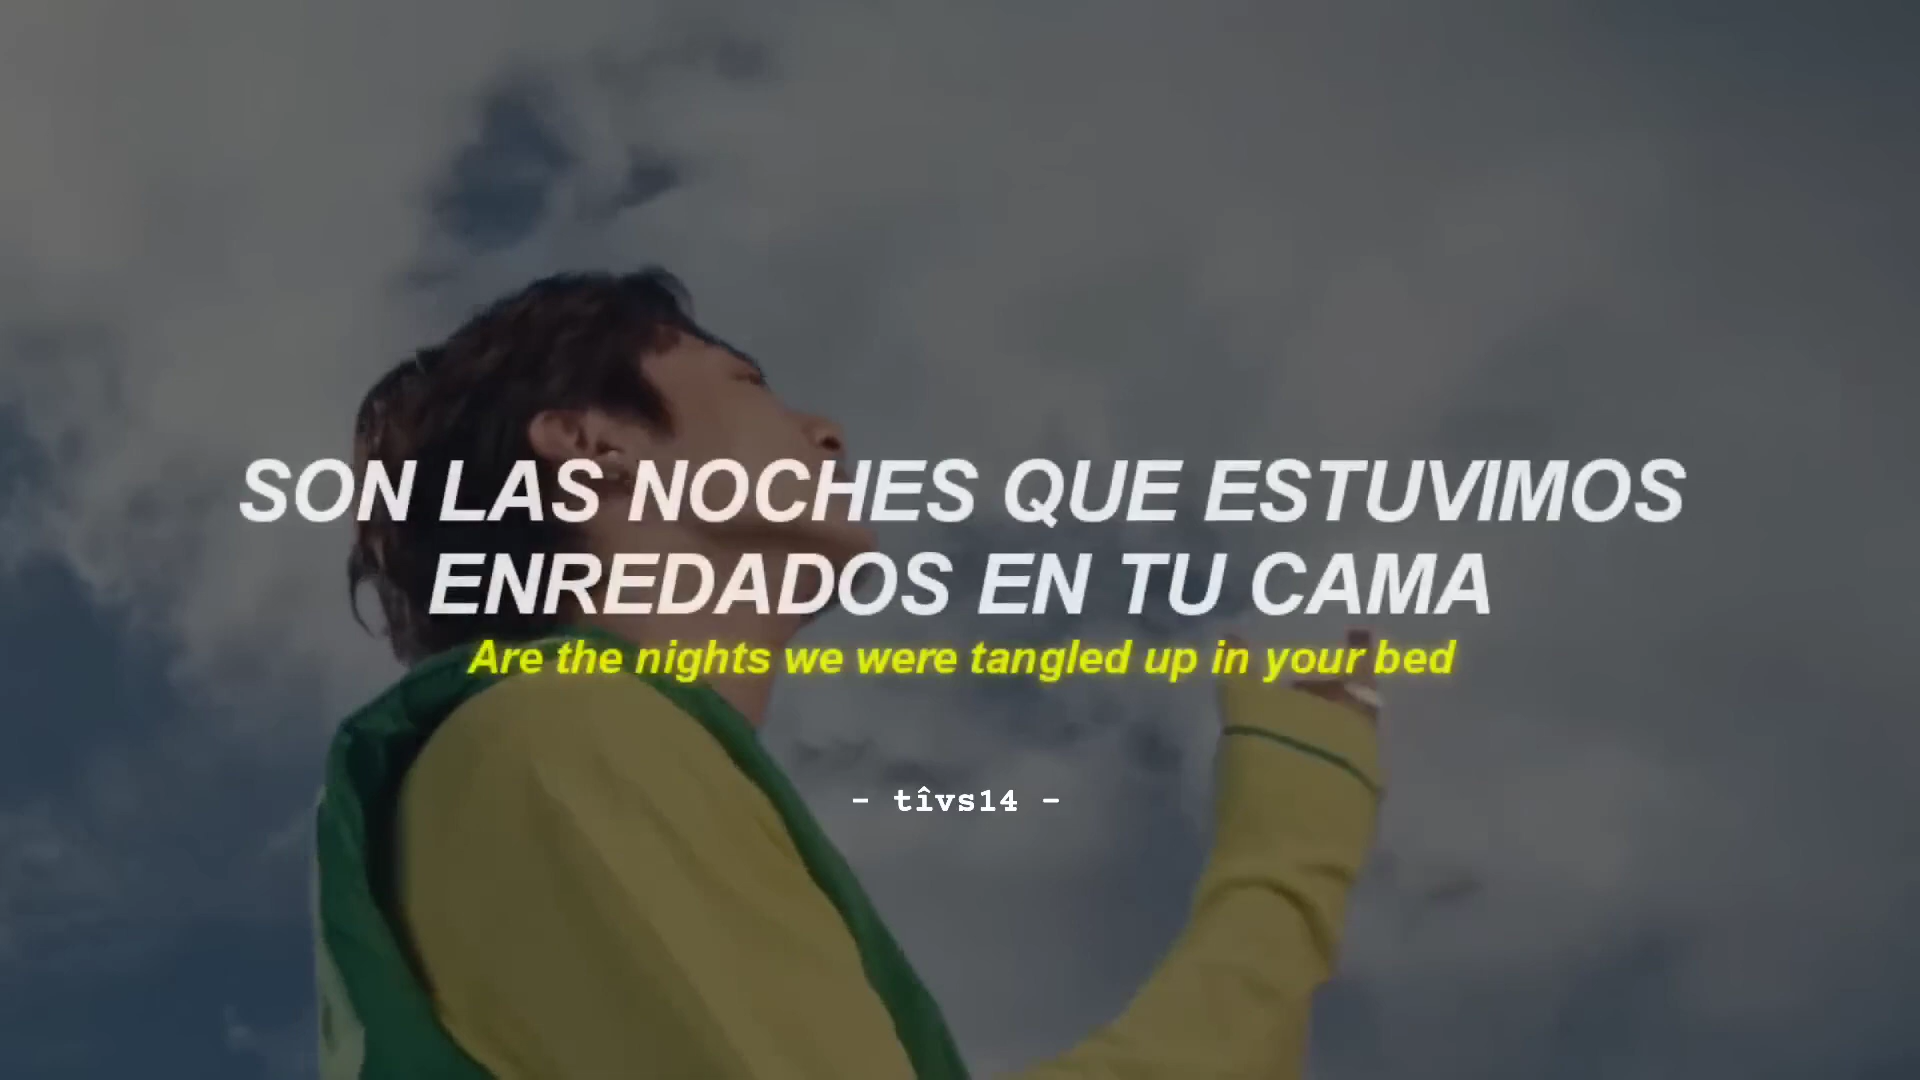 SON LAS NOCHES QUE ESTUVIMOS
ENREDADOS EN TU CAMA
Are the nights we were tangled up in your bed
- tîvs14 -